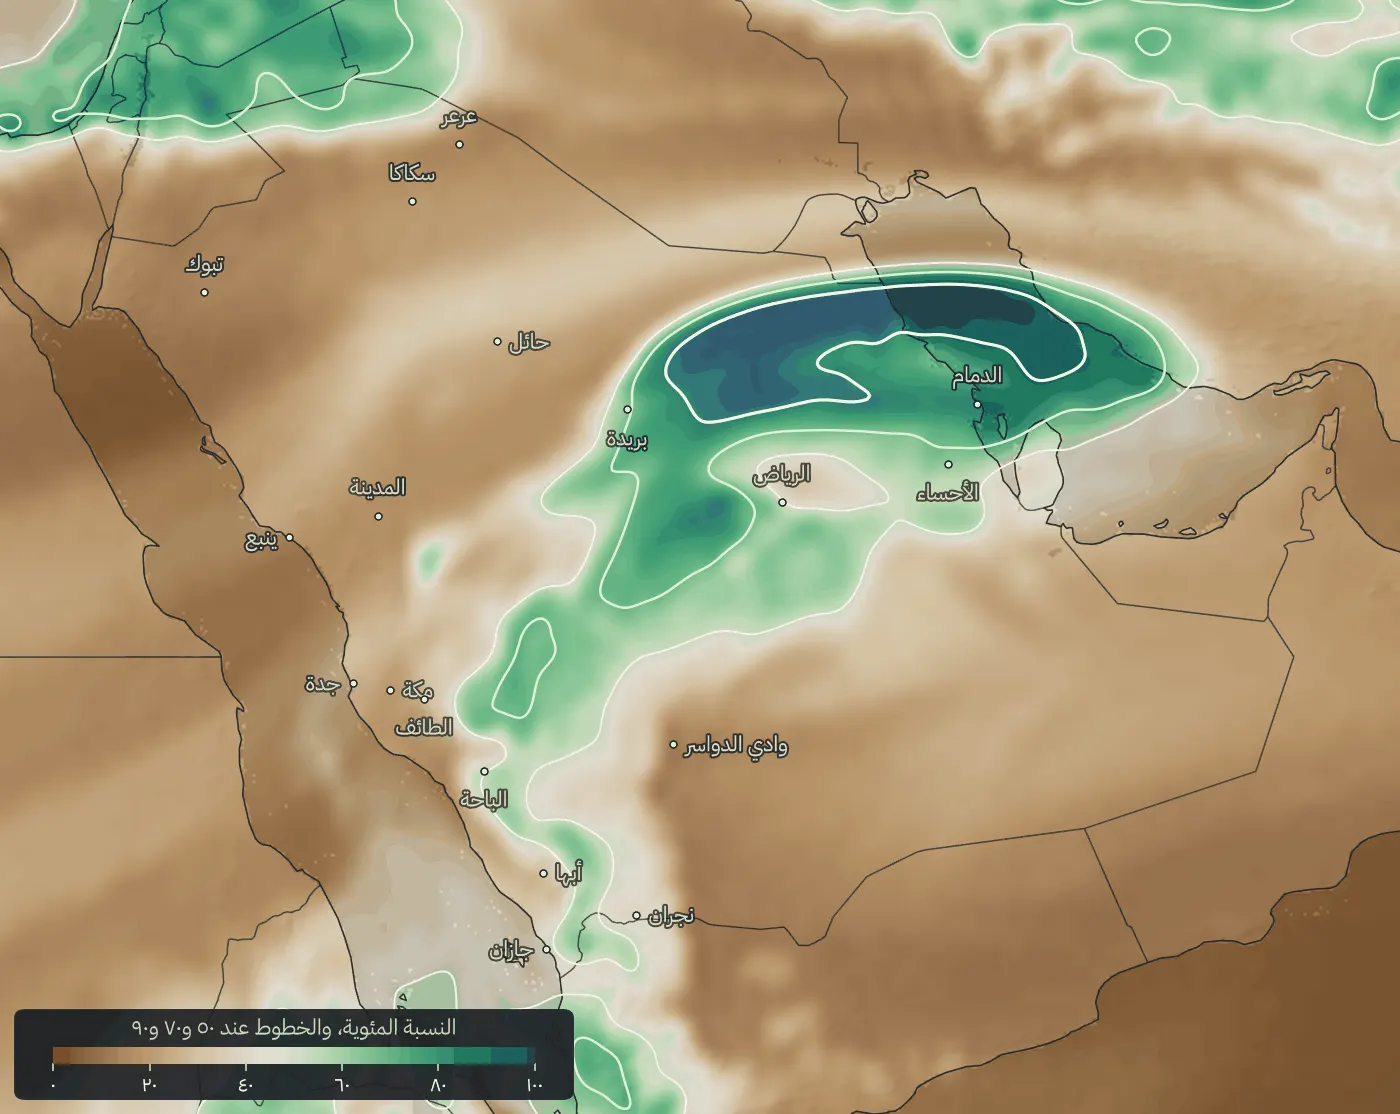 عرعر
سكاكا
تبوك
حائل
الدمام
بريدة
الرياض
المدينة
الأحساء
ينبع
جدة
مكة
الطائف
وادي الدواسر
الباحة
أبها
نجران
جازان
النسبة المئوية، والخطوط عند ٥٠ و٧٠ و٩٠
٠ ٢٠ ٤٠ ٦٠ ٨٠ ١٠٠